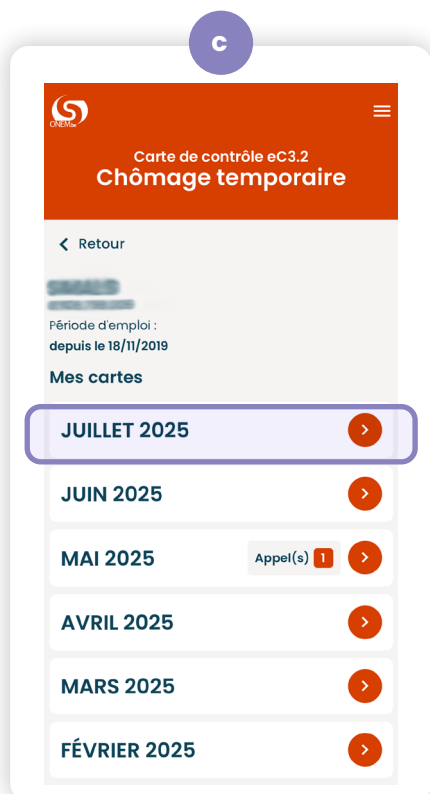 c
ONEM.be
Carte de contrôle eC3.2
Chômage temporaire
Retour
Période d'emploi :
depuis le 18/11/2019
Mes cartes
JUILLET 2025
JUIN 2025
MAI 2025 Appel(s) 1
AVRIL 2025
MARS 2025
FÉVRIER 2025